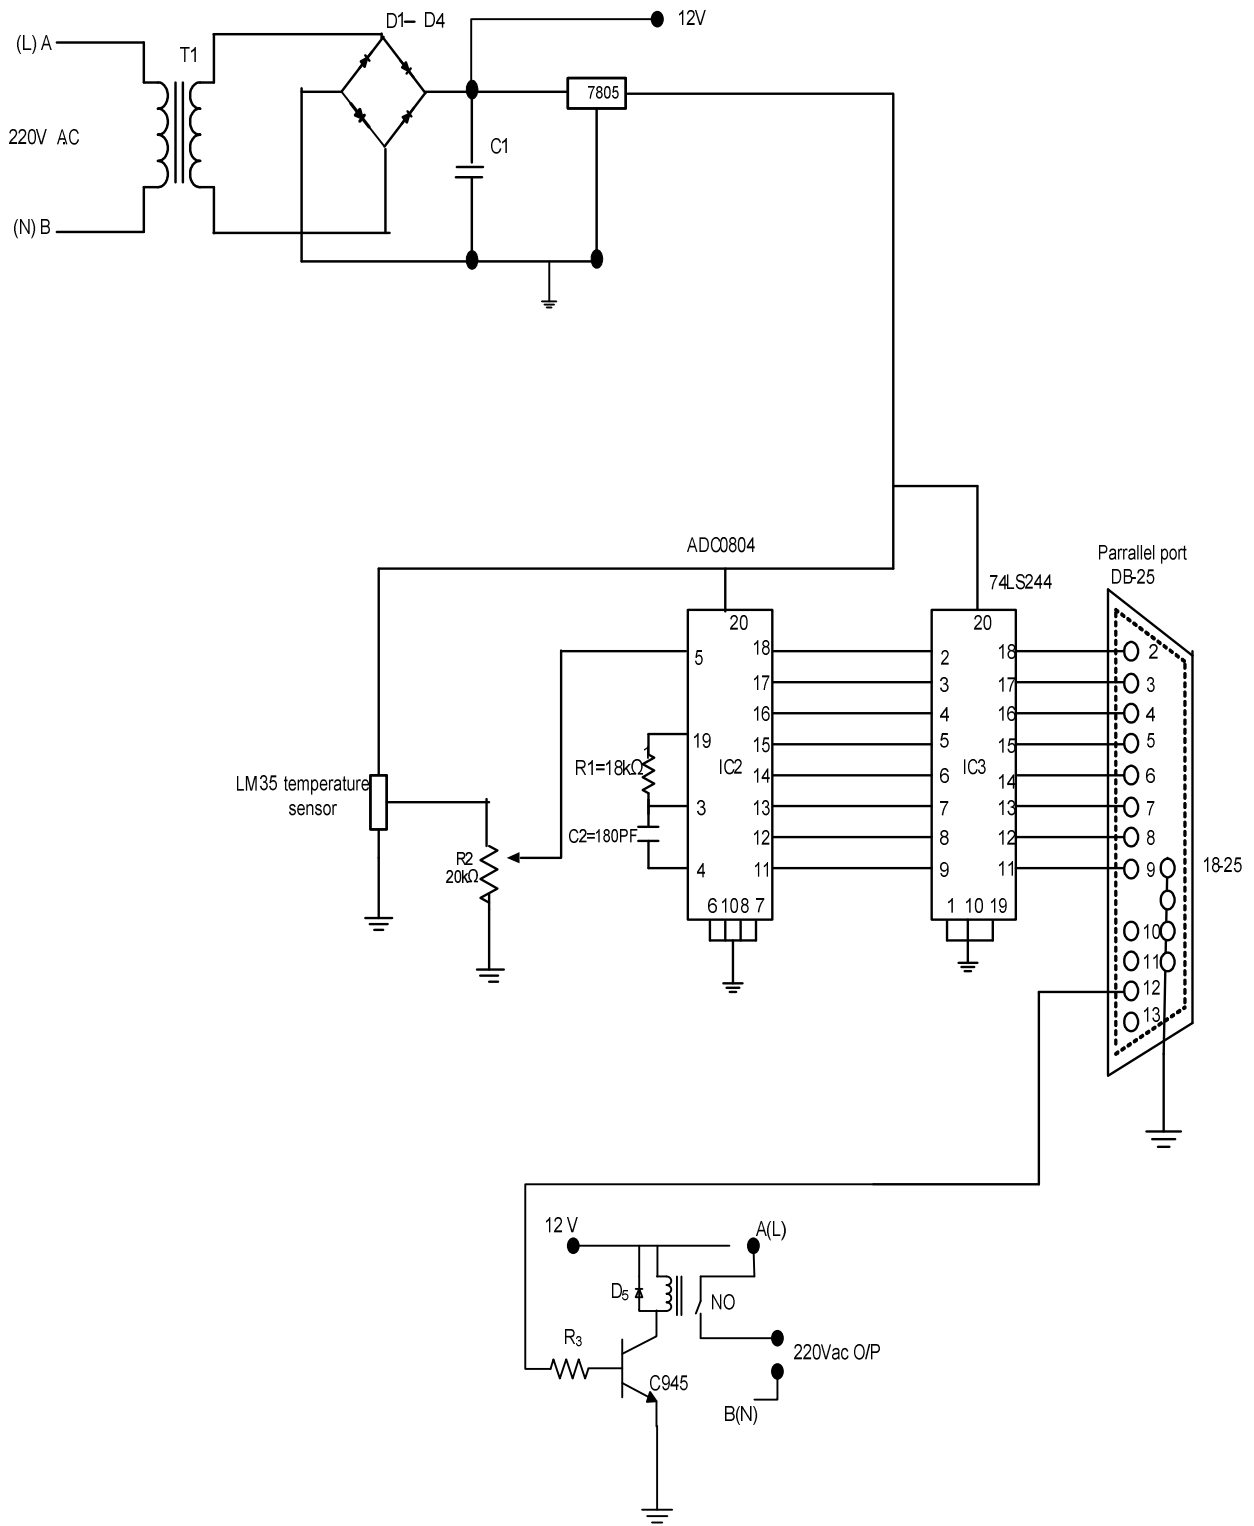 D1– D4
12V
(L) A
T1
7805
220V A.C
C1
(N) B
ADC0804
Parrallel port
DB-25
74LS244
20
20
5
18
2
18
2
17
3
17
3
16
4
16
4
19
15
5
15
5
R1=18kΩ
1
IC2
14
6
IC3
14
6
LM35 temperature
sensor
3
13
7
13
7
C2=180PF
12
8
12
8
R2
20kΩ
4
11
9
11
9
18-25
6 10 8 7
1 10 19
10
11
12
13
12 V
A(L)
D5
NO
R3
220Vac O/P
C945
B(N)